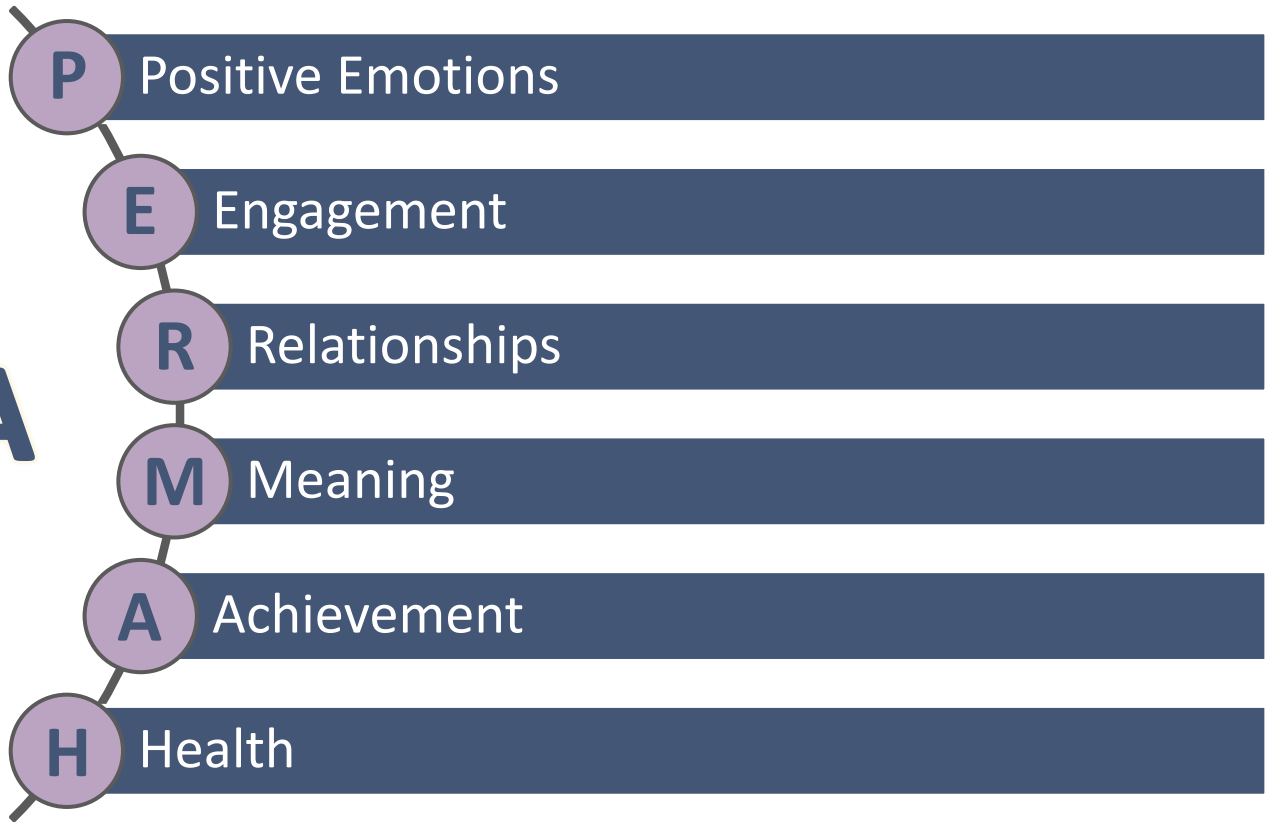 P Positive Emotions
E Engagement
R Relationships
A
M Meaning
A Achievement
H Health